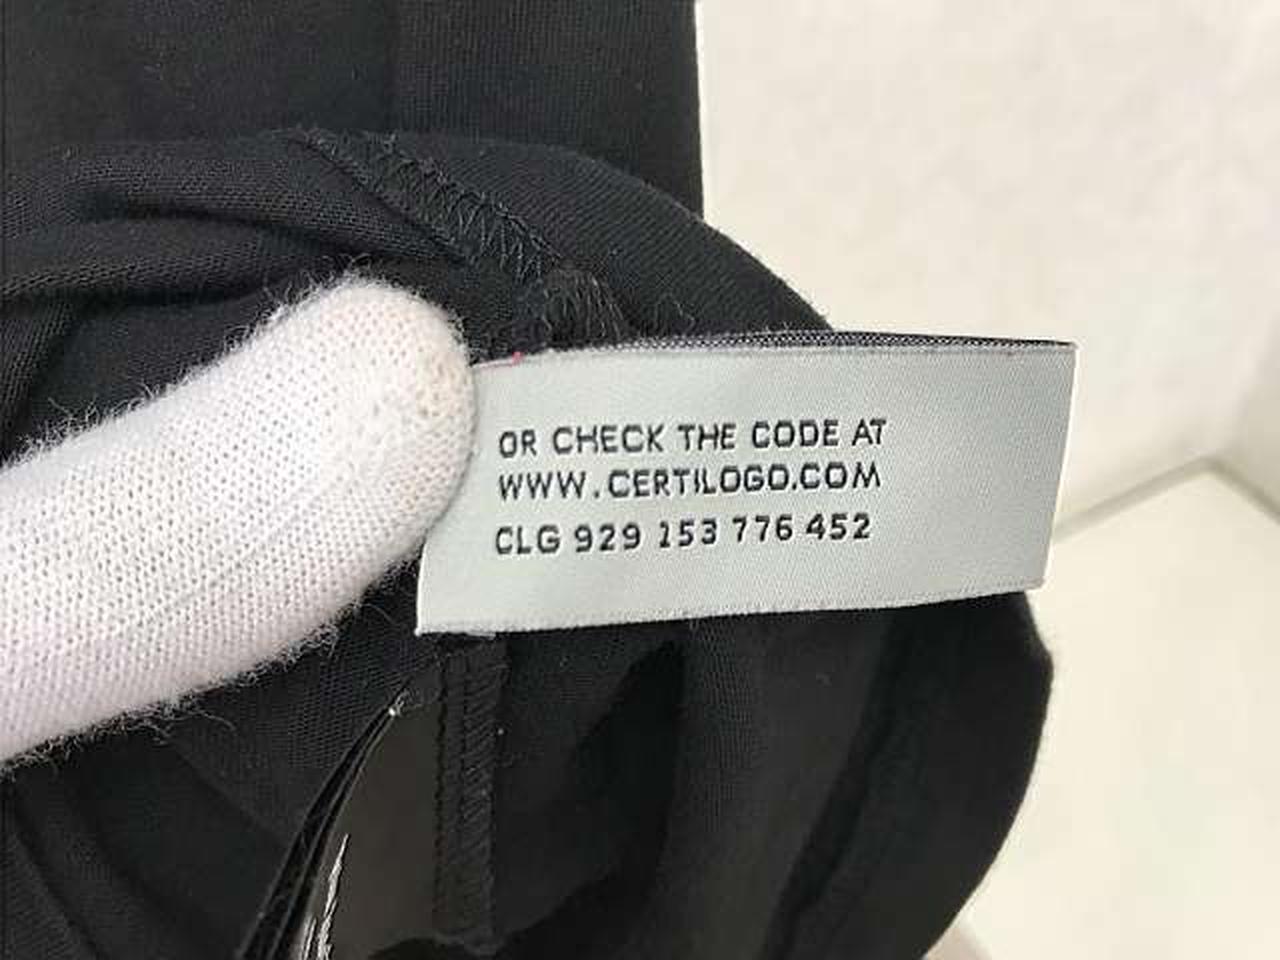 OR CHECK THE CODE AT
WWW.CERTILOGO.COM
CLG 929 153 776 452